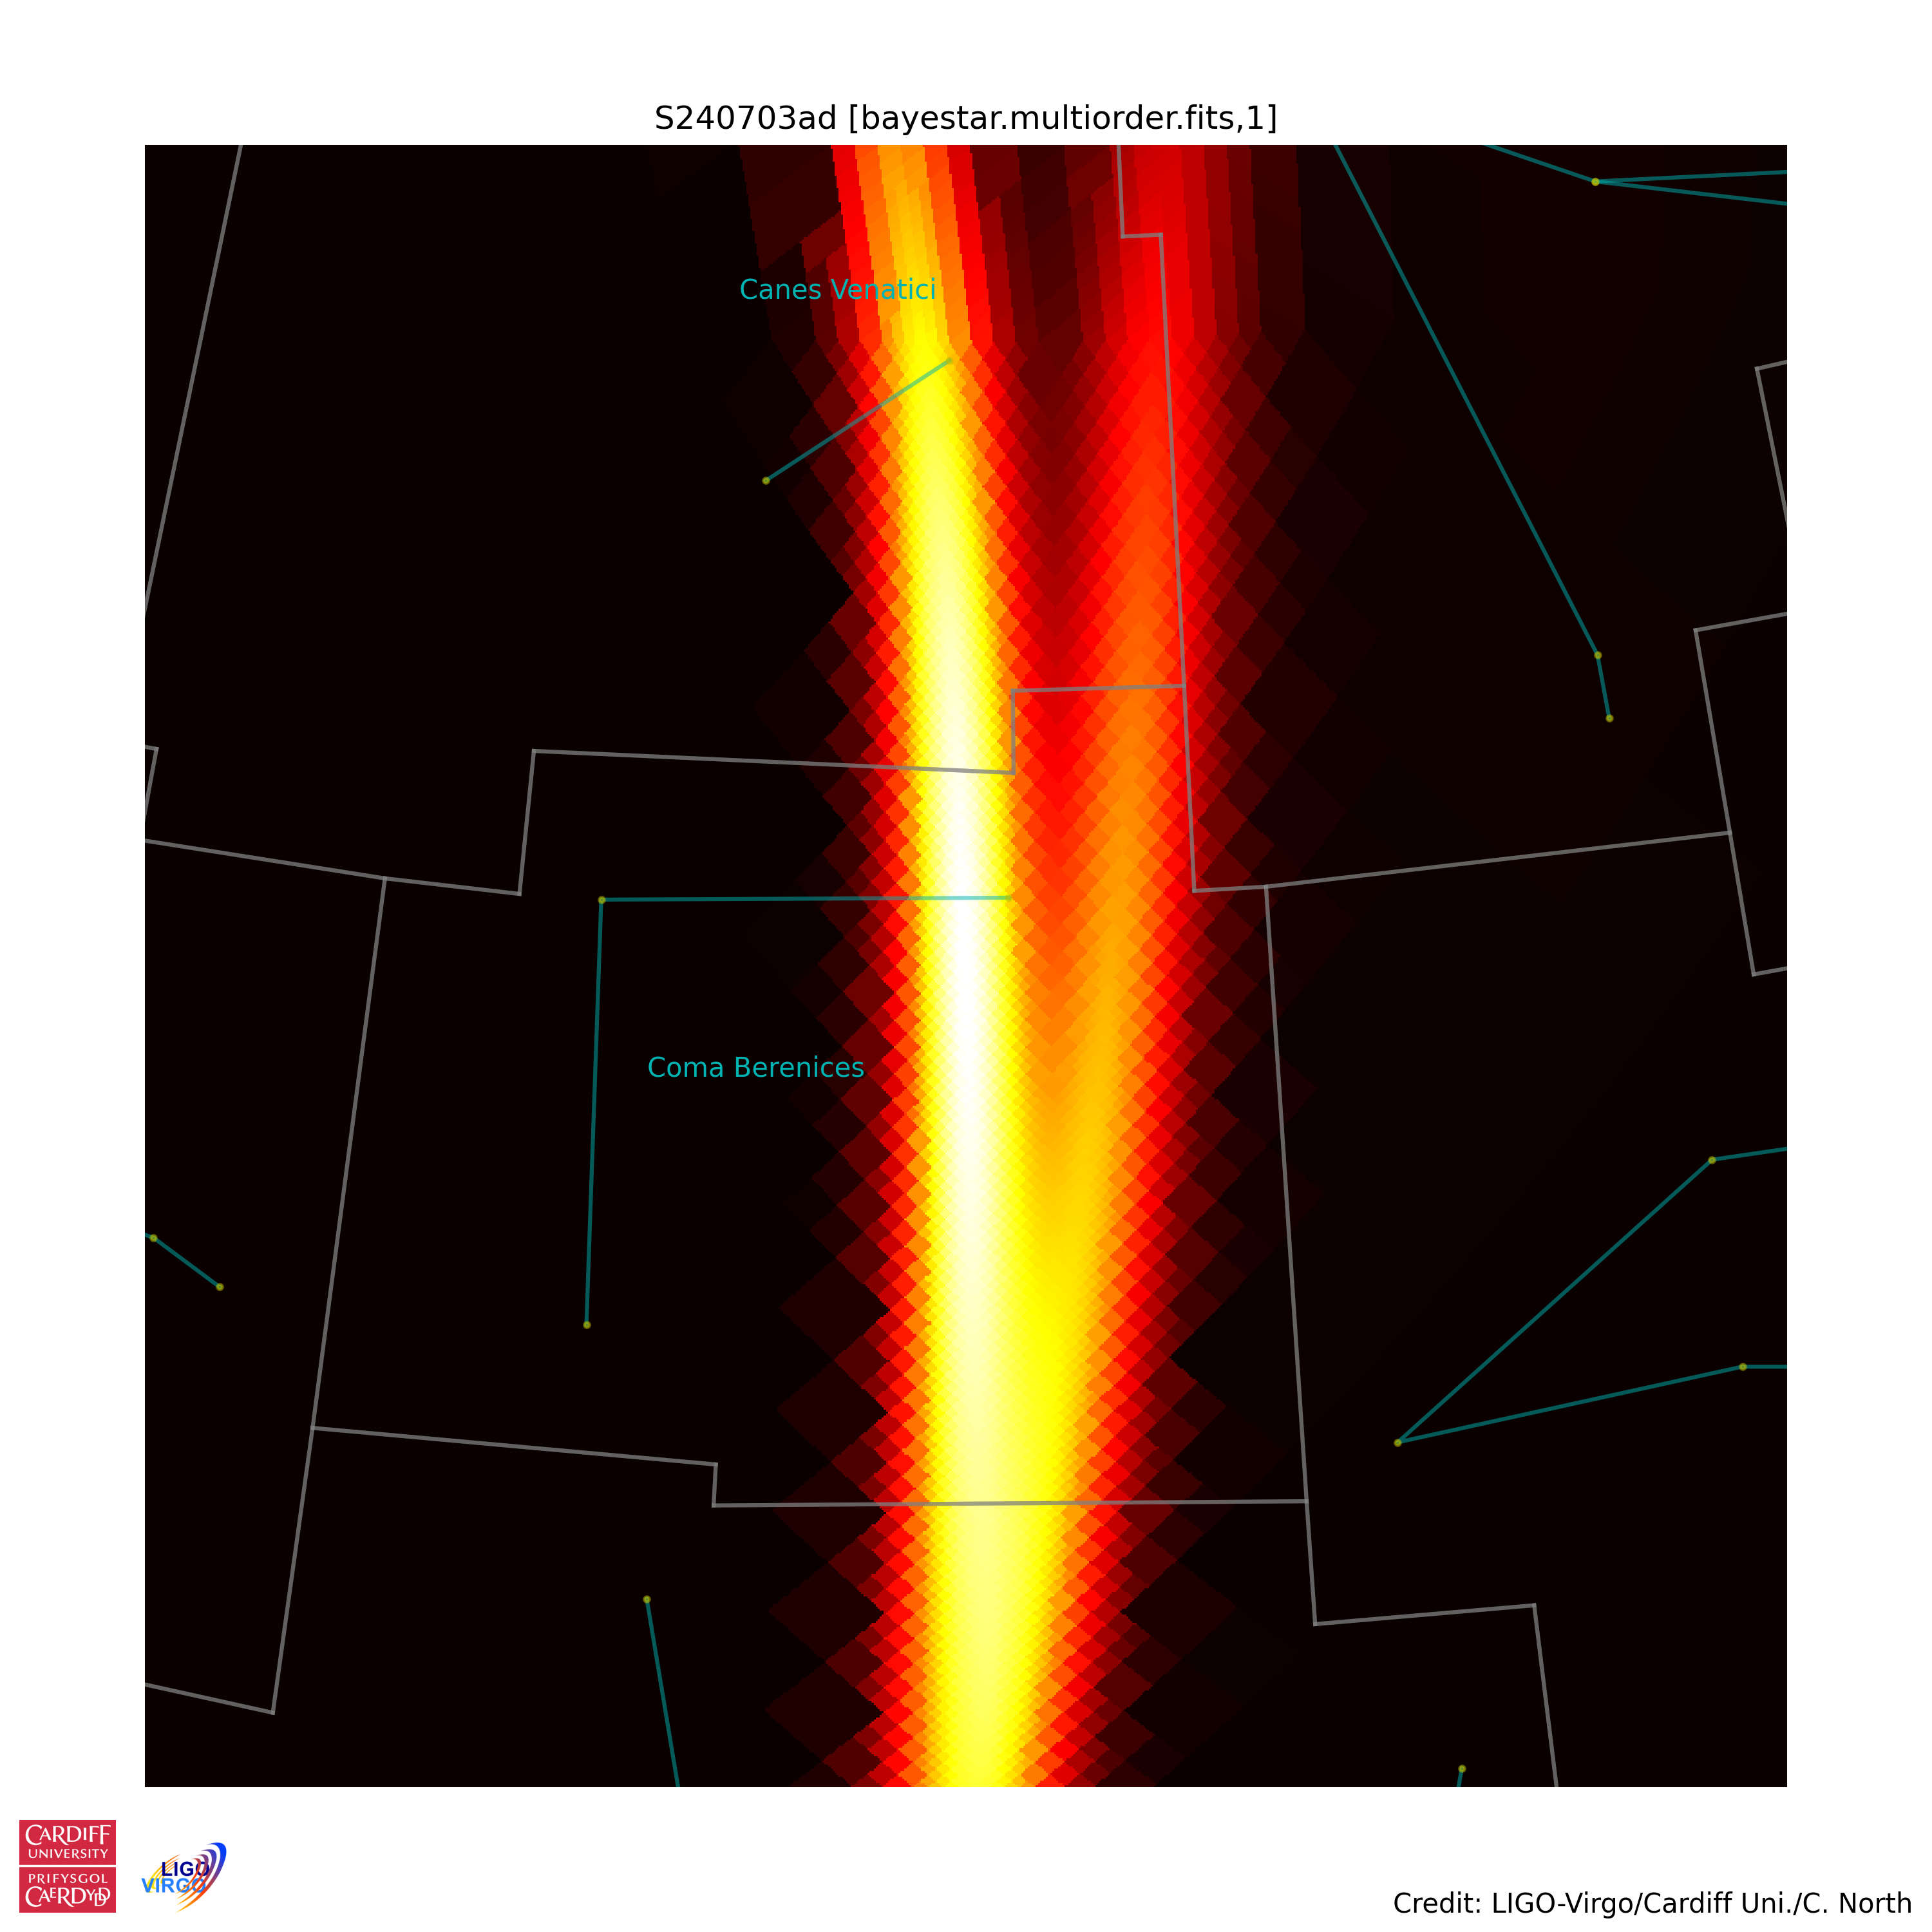 S240703ad [bayestar.multiorder.fits,1]
Canes Venatici
Coma Berenices
CARDIFF
UNIVERSITY
PRIFYSGOL
CAERDYDD
LIGO
VIRGO
Credit: LIGO-Virgo/Cardiff Uni./C. North